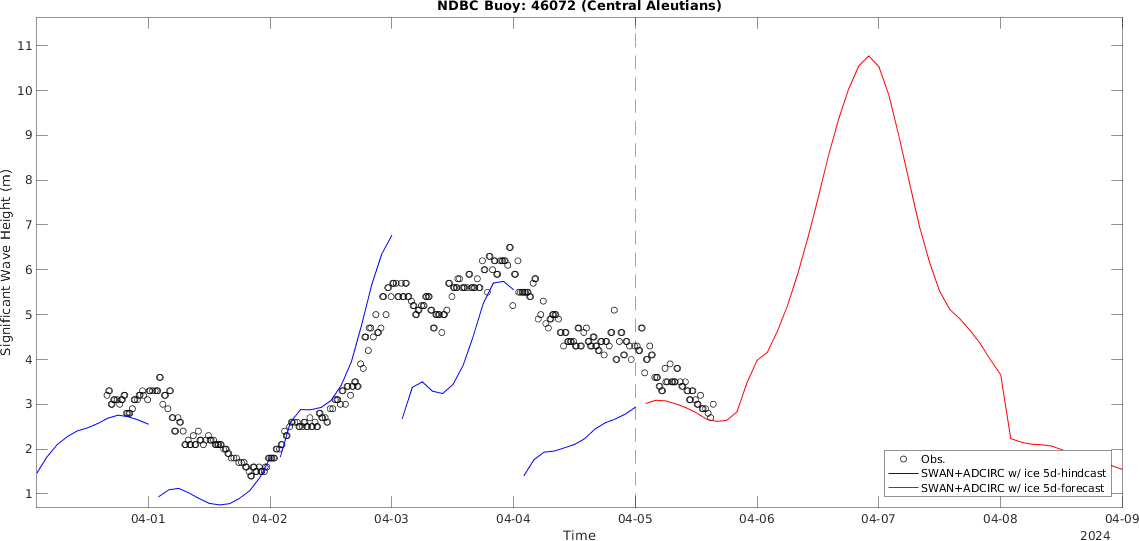 NDBC Buoy: 46072 (Central Aleutians)
11
10
9
8
7
6
5
4
3
2
1
Significant Wave Height (m)
Obs.
SWAN+ADCIRC w/ ice 5d-hindcast
SWAN+ADCIRC w/ ice 5d-forecast
04-01 04-02 04-03 04-04 04-05 04-06 04-07 04-08 04-09
Time
2024